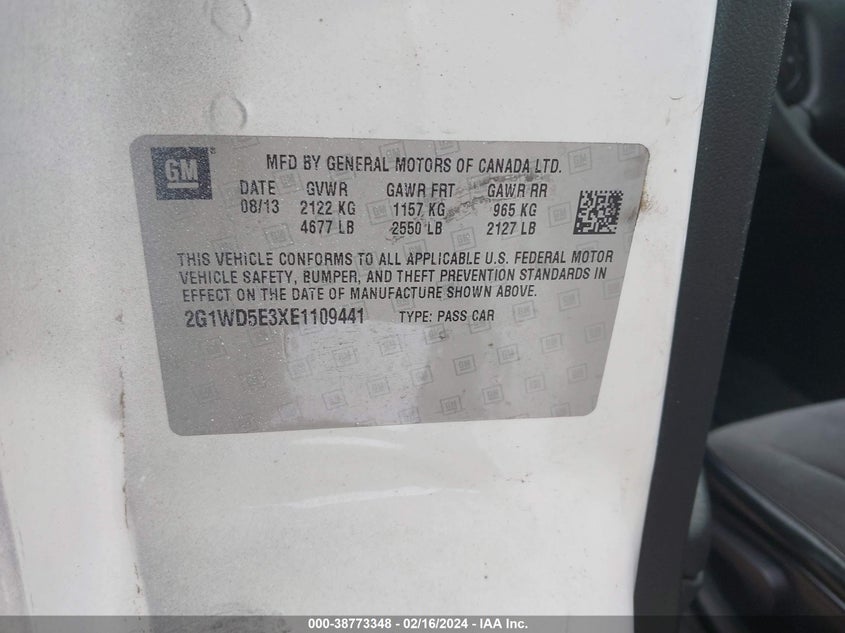 GM
MFD BY GENERAL MOTORS OF CANADA LTD.
DATE GVWR GAWR FRT GAWR RR
08/13 2122 KG 1157 KG 965 KG
4677 LB 2550 LB 2127 LB
THIS VEHICLE CONFORMS TO ALL APPLICABLE U.S. FEDERAL MOTOR
VEHICLE SAFETY, BUMPER, AND THEFT PREVENTION STANDARDS IN
EFFECT ON THE DATE OF MANUFACTURE SHOWN ABOVE.
2G1WD5E3XE1109441 TYPE: PASS CAR
000-38773348 - 02/16/2024 - IAA Inc.